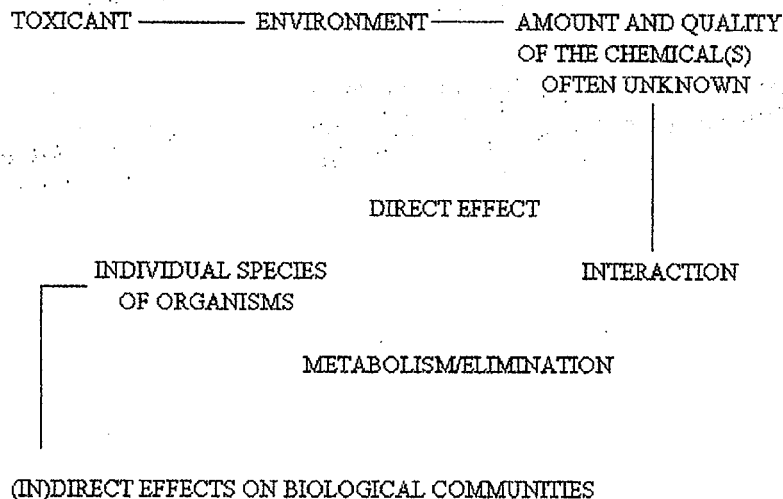 TOXICANT ENVIRONMENT AMOUNT AND QUALITY
OF THE CHEMICAL(S)
OFTEN UNKNOWN
DIRECT EFFECT
INDIVIDUAL SPECIES INTERACTION
OF ORGANISMS
METABOLISM/ELIMINATION
(IN)DIRECT EFFECTS ON BIOLOGICAL COMMUNITIES